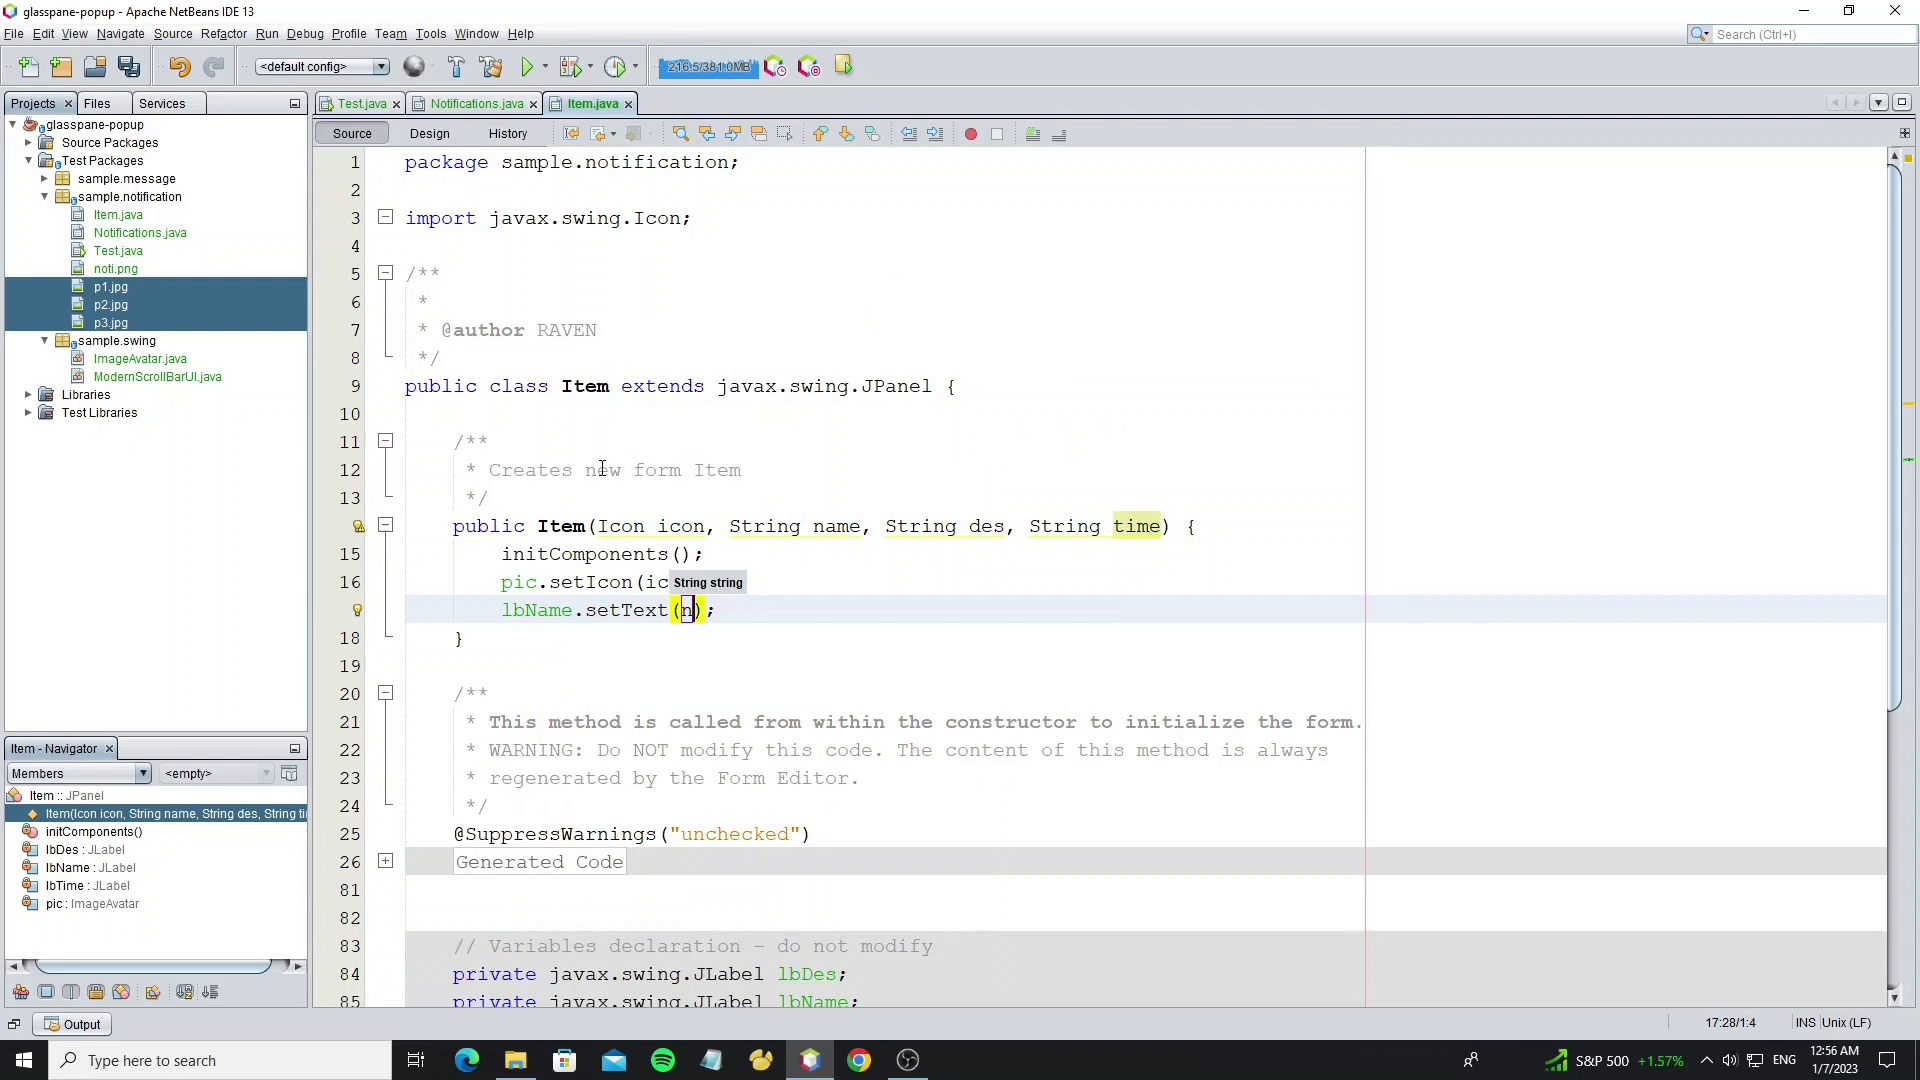 glasspane-popup - Apache NetBeans IDE 13
File Edit View Navigate Source Refactor Run Debug Profile Team Tools Window Help
Search (Ctrl+I)
<default config>
216.5/381.0MB
Projects Files Services
Test.java Notifications.java Item.java
Source Design History
glasspane-popup
Source Packages
Test Packages
sample.message
sample.notification
Item.java
Notifications.java
Test.java
noti.png
p1.jpg
p2.jpg
p3.jpg
sample.swing
ImageAvatar.java
ModernScrollBarUI.java
Libraries
Test Libraries
1 package sample.notification;
2
3 import javax.swing.Icon;
4
5 /**
6 *
7 * @author RAVEN
8 */
9 public class Item extends javax.swing.JPanel {
10
11 /**
12 * Creates new form Item
13 */
public Item(Icon icon, String name, String des, String time) {
15 initComponents();
16 pic.setIcon(ic String string
lbName.setText(n);
18 }
19
20 /**
21 * This method is called from within the constructor to initialize the form.
22 * WARNING: Do NOT modify this code. The content of this method is always
23 * regenerated by the Form Editor.
24 */
25 @SuppressWarnings("unchecked")
26 Generated Code
81
82
83 // Variables declaration - do not modify
84 private javax.swing.JLabel lbDes;
85 private javax.swing.JLabel lbName;
Item - Navigator
Members <empty>
Item :: JPanel
Item(Icon icon, String name, String des, String ti
initComponents()
lbDes : JLabel
lbName : JLabel
lbTime : JLabel
pic : ImageAvatar
Output
17:28/1:4 INS Unix (LF)
Type here to search
S&P 500 +1.57%
ENG
12:56 AM
1/7/2023